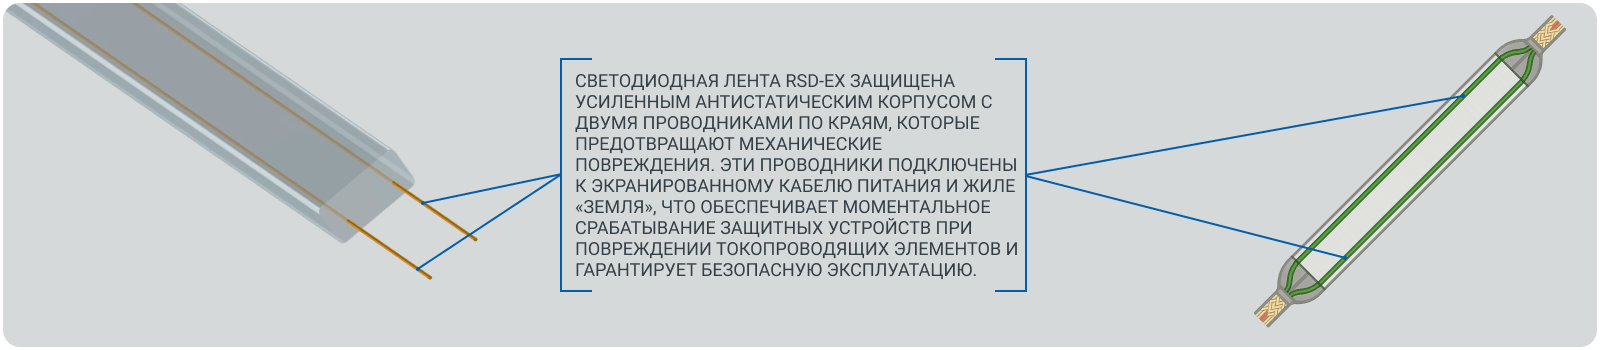 СВЕТОДИОДНАЯ ЛЕНТА RSD-EX ЗАЩИЩЕНА
УСИЛЕННЫМ АНТИСТАТИЧЕСКИМ КОРПУСОМ С
ДВУМЯ ПРОВОДНИКАМИ ПО КРАЯМ, КОТОРЫЕ
ПРЕДОТВРАЩАЮТ МЕХАНИЧЕСКИЕ
ПОВРЕЖДЕНИЯ. ЭТИ ПРОВОДНИКИ ПОДКЛЮЧЕНЫ
К ЭКРАНИРОВАННОМУ КАБЕЛЮ ПИТАНИЯ И ЖИЛЕ
«ЗЕМЛЯ», ЧТО ОБЕСПЕЧИВАЕТ МОМЕНТАЛЬНОЕ
СРАБАТЫВАНИЕ ЗАЩИТНЫХ УСТРОЙСТВ ПРИ
ПОВРЕЖДЕНИИ ТОКОПРОВОДЯЩИХ ЭЛЕМЕНТОВ И
ГАРАНТИРУЕТ БЕЗОПАСНУЮ ЭКСПЛУАТАЦИЮ.